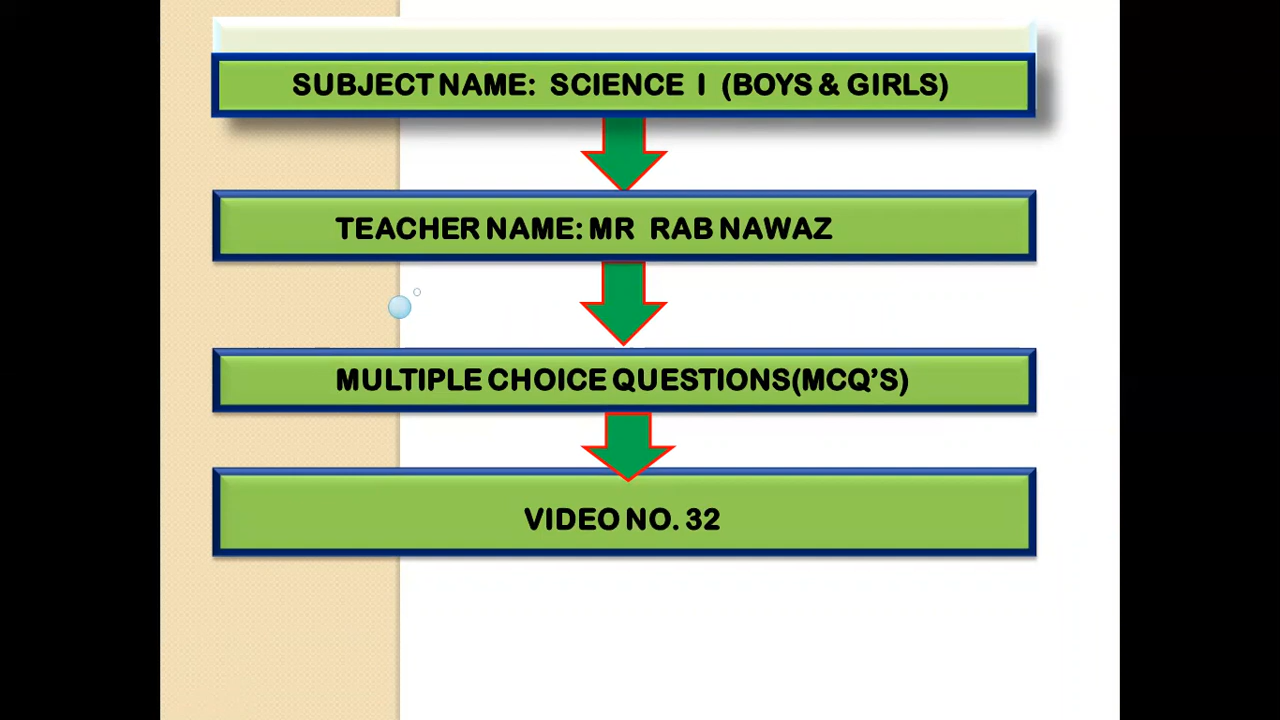 SUBJECT NAME: SCIENCE I (BOYS & GIRLS)
TEACHER NAME: MR RAB NAWAZ
MULTIPLE CHOICE QUESTIONS(MCQ’S)
VIDEO NO. 32